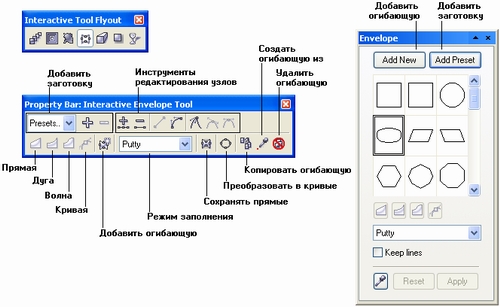 Добавить огибающую
Добавить заготовку
Interactive Tool Flyout
Envelope
Add New
Add Preset
Добавить заготовку
Инструменты редактирования узлов
Создать огибающую из
Удалить огибающую
Property Bar: Interactive Envelope Tool
Presets...
Putty
Прямая
Дуга
Волна
Кривая
Добавить огибающую
Режим заполнения
Сохранять прямые
Преобразовать в кривые
Копировать огибающую
Putty
Keep lines
Reset
Apply